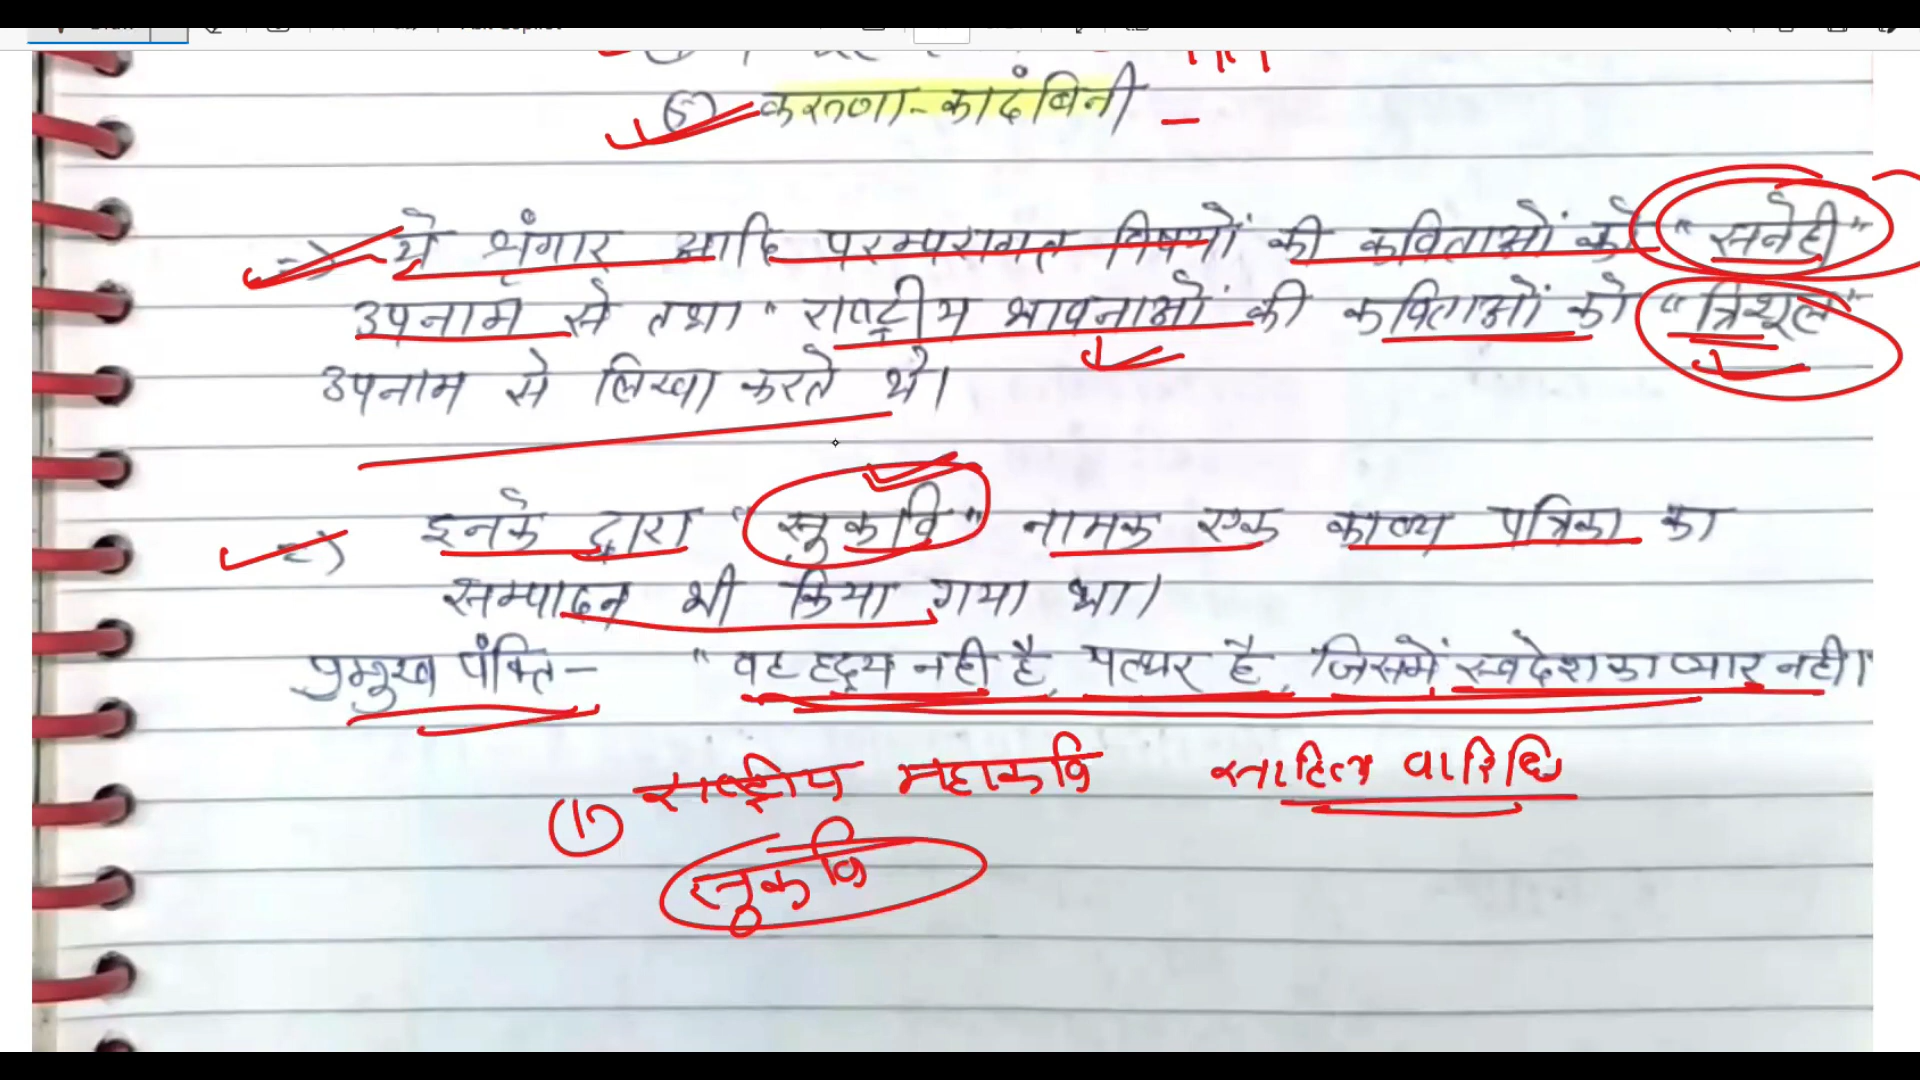 (5) करुणा-कादंबिनी -
=> ये श्रंगार आदि परम्परागत विषयों की कविताओं को "सनेही"
उपनाम से तथा "राष्ट्रीय भावनाओं की कविताओं को "त्रिशूल"
उपनाम से लिखा करते थे।
=> इनके द्वारा "सुकवि" नामक एक काव्य पत्रिका का
सम्पादन भी किया गया था।
प्रमुख पंक्ति- "वह हृदय नही है, पत्थर है, जिसमें स्वदेश का प्यार नही।"
(1) राष्ट्रीय महाकवि साहित्य वारिधि
सुकवि